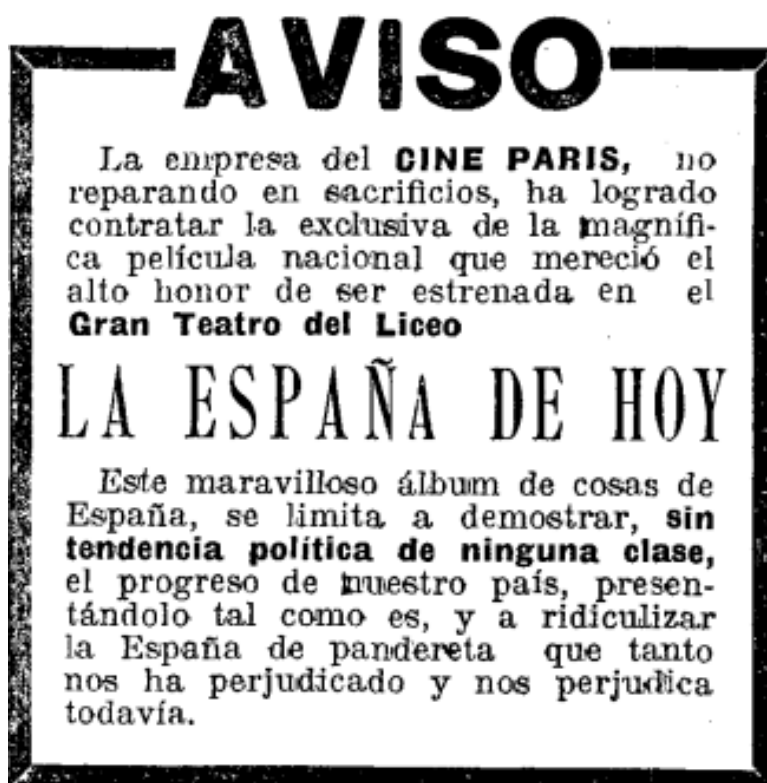 AVISO
La empresa del CINE PARIS, no
reparando en sacrificios, ha logrado
contratar la exclusiva de la magnífi-
ca película nacional que mereció el
alto honor de ser estrenada en el
Gran Teatro del Liceo
LA ESPAÑA DE HOY
Este maravilloso álbum de cosas de
España, se limita a demostrar, sin
tendencia política de ninguna clase,
el progreso de nuestro país, presen-
tándolo tal como es, y a ridiculizar
la España de pandereta que tanto
nos ha perjudicado y nos perjudica
todavía.